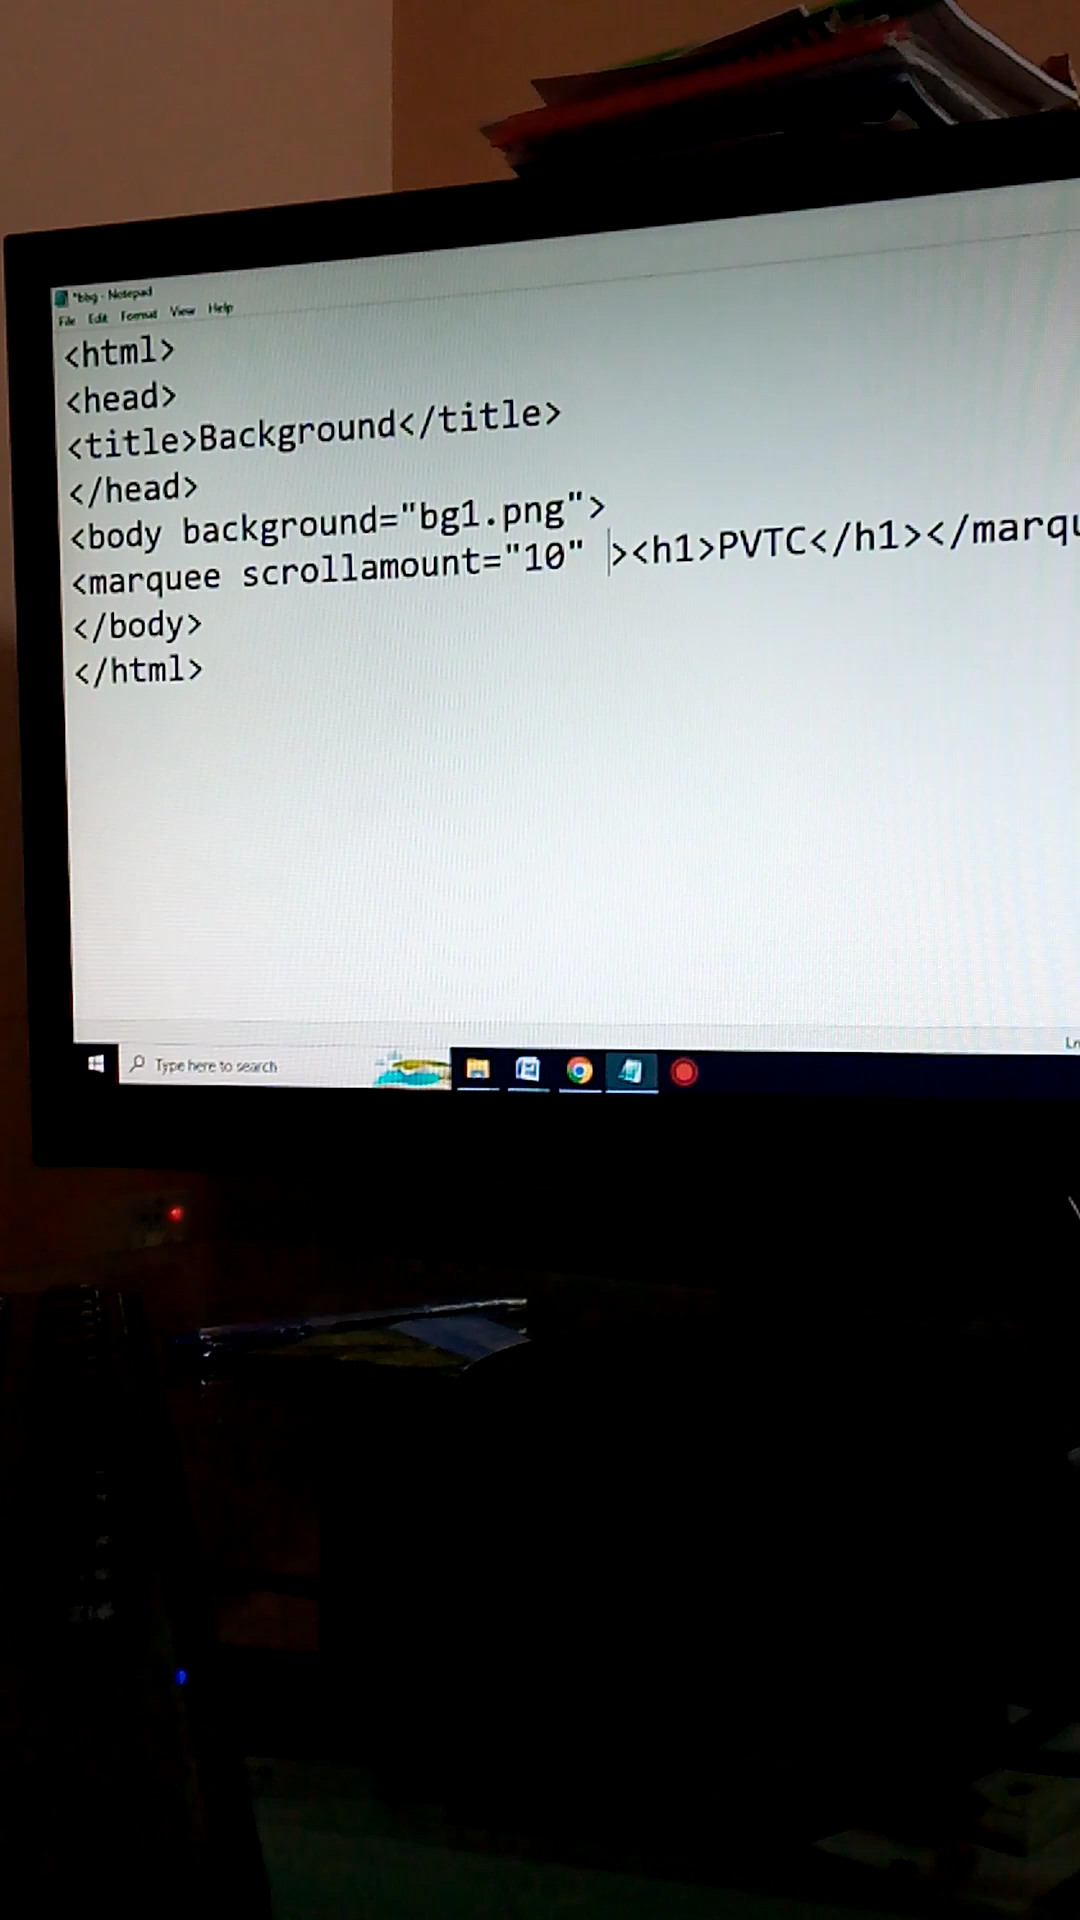 *bbg - Notepad
File Edit Format View Help
<html>
<head>
<title>Background</title>
</head>
<body background="bg1.png">
<marquee scrollamount="10" ><h1>PVTC</h1></marqu
</body>
</html>
Ln
Type here to search